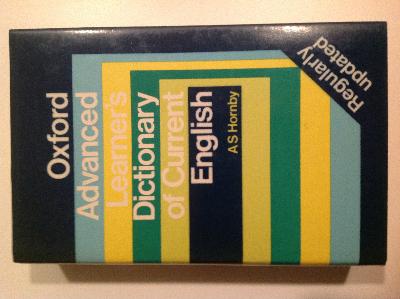 Oxford
Advanced
Learner's
Dictionary
of Current
English
A S Hornby
Regularly
updated